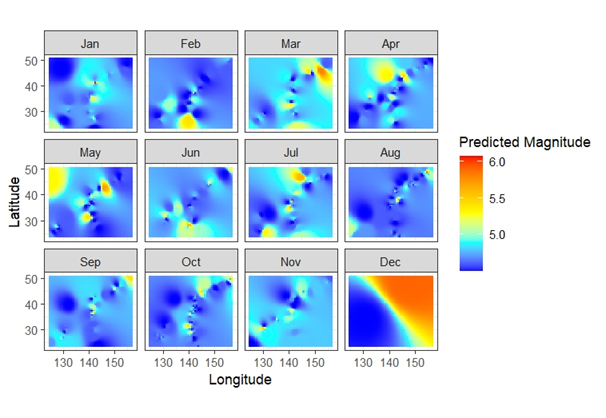 Jan Feb Mar Apr
50
40
30
Predicted Magnitude
6.0
5.5
5.0
May Jun Jul Aug
50
40
30
Latitude
Sep Oct Nov Dec
50
40
30
130 140 150 130 140 150 130 140 150 130 140 150
Longitude